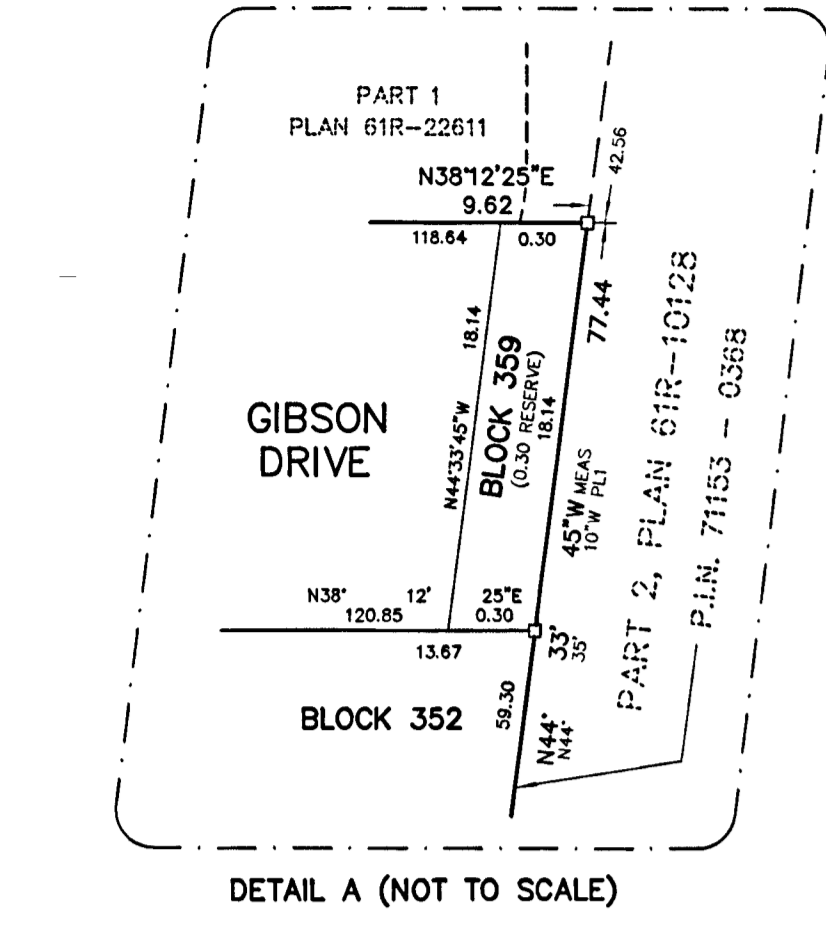 PART 1
PLAN 61R-22611
N38°12'25"E
9.62
42.56
118.64
0.30
77.44
18.14
N44°33'45"W
BLOCK 359
(0.30 RESERVE)
18.14
GIBSON
DRIVE
45"W MEAS
10"W PL1
PART 2, PLAN 61R-10128
P.I.N. 71153 - 0368
N38° 12' 25"E
120.85
0.30
13.67
33'
35'
BLOCK 352
59.30
N44°
N44°
DETAIL A (NOT TO SCALE)